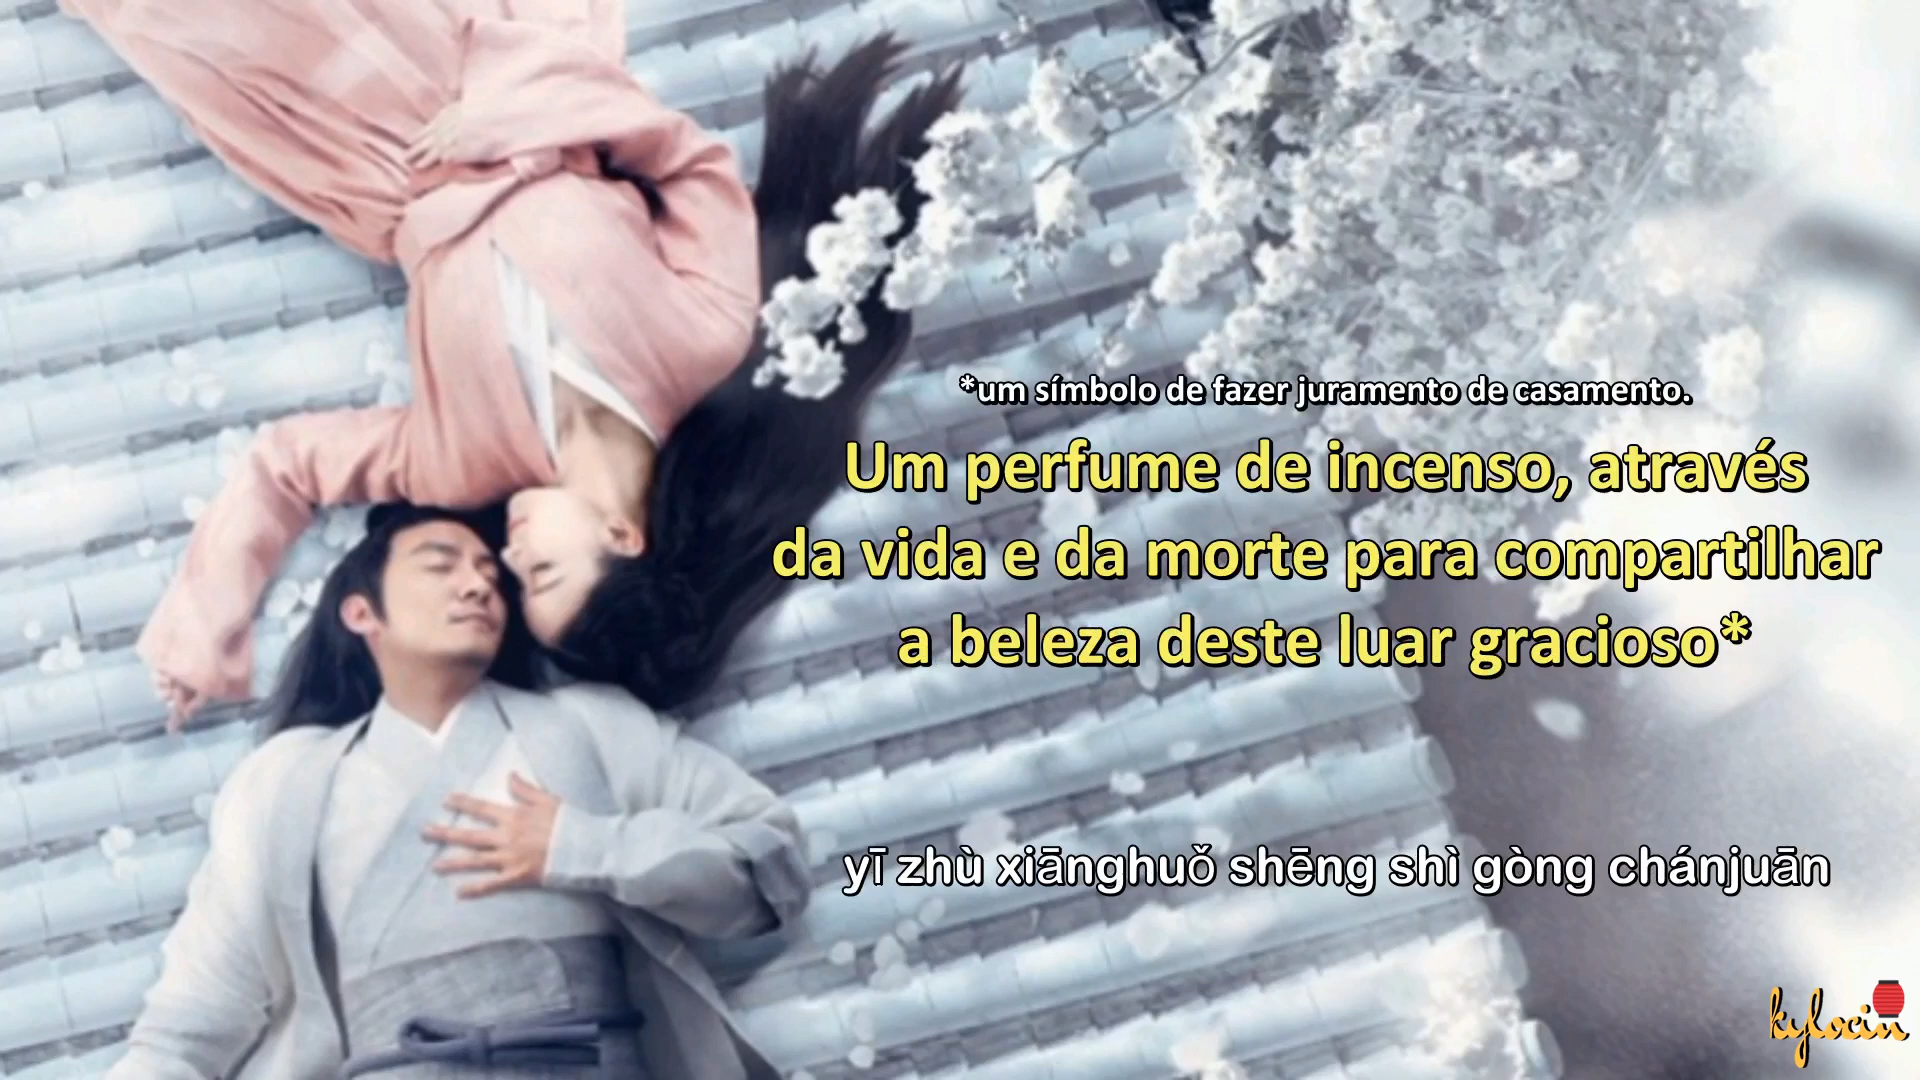 *um símbolo de fazer juramento de casamento.
Um perfume de incenso, através
da vida e da morte para compartilhar
a beleza deste luar gracioso*
yī zhù xiānghuǒ shēng shì gòng chánjuān
kylocin